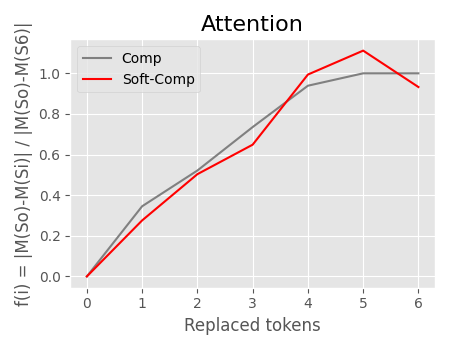 Attention
Comp
Soft-Comp
f(i) = |M(So)-M(Si)| / |M(So)-M(S6)|
1.0
0.8
0.6
0.4
0.2
0.0
0 1 2 3 4 5 6
Replaced tokens